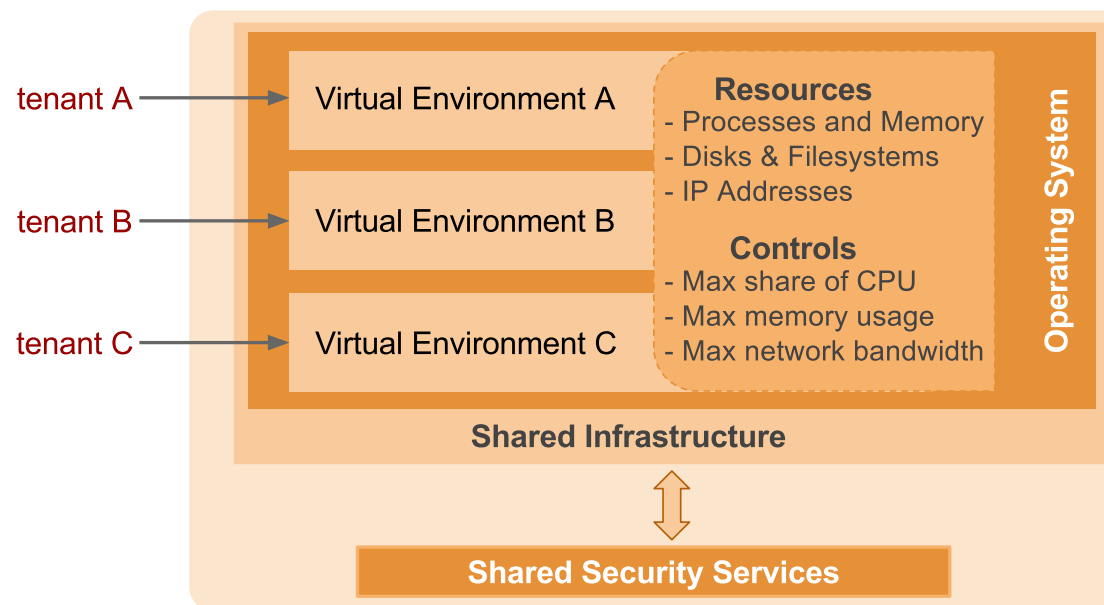 tenant A
Virtual Environment A
tenant B
Virtual Environment B
tenant C
Virtual Environment C
Resources
- Processes and Memory
- Disks & Filesystems
- IP Addresses
Controls
- Max share of CPU
- Max memory usage
- Max network bandwidth
Operating System
Shared Infrastructure
Shared Security Services